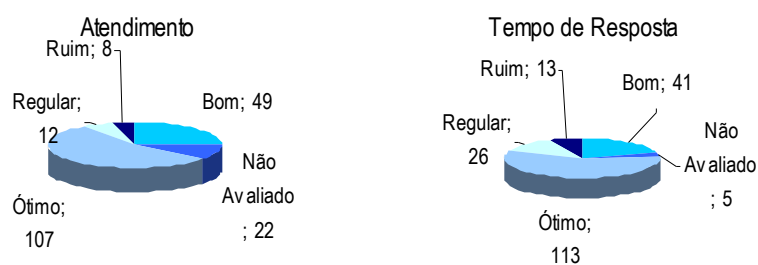 Atendimento
Ruim; 8
Regular;
12
Bom; 49
Não
Avaliado
; 22
Ótimo;
107
Tempo de Resposta
Ruim; 13
Bom; 41
Regular;
26
Não
Avaliado
; 5
Ótimo;
113